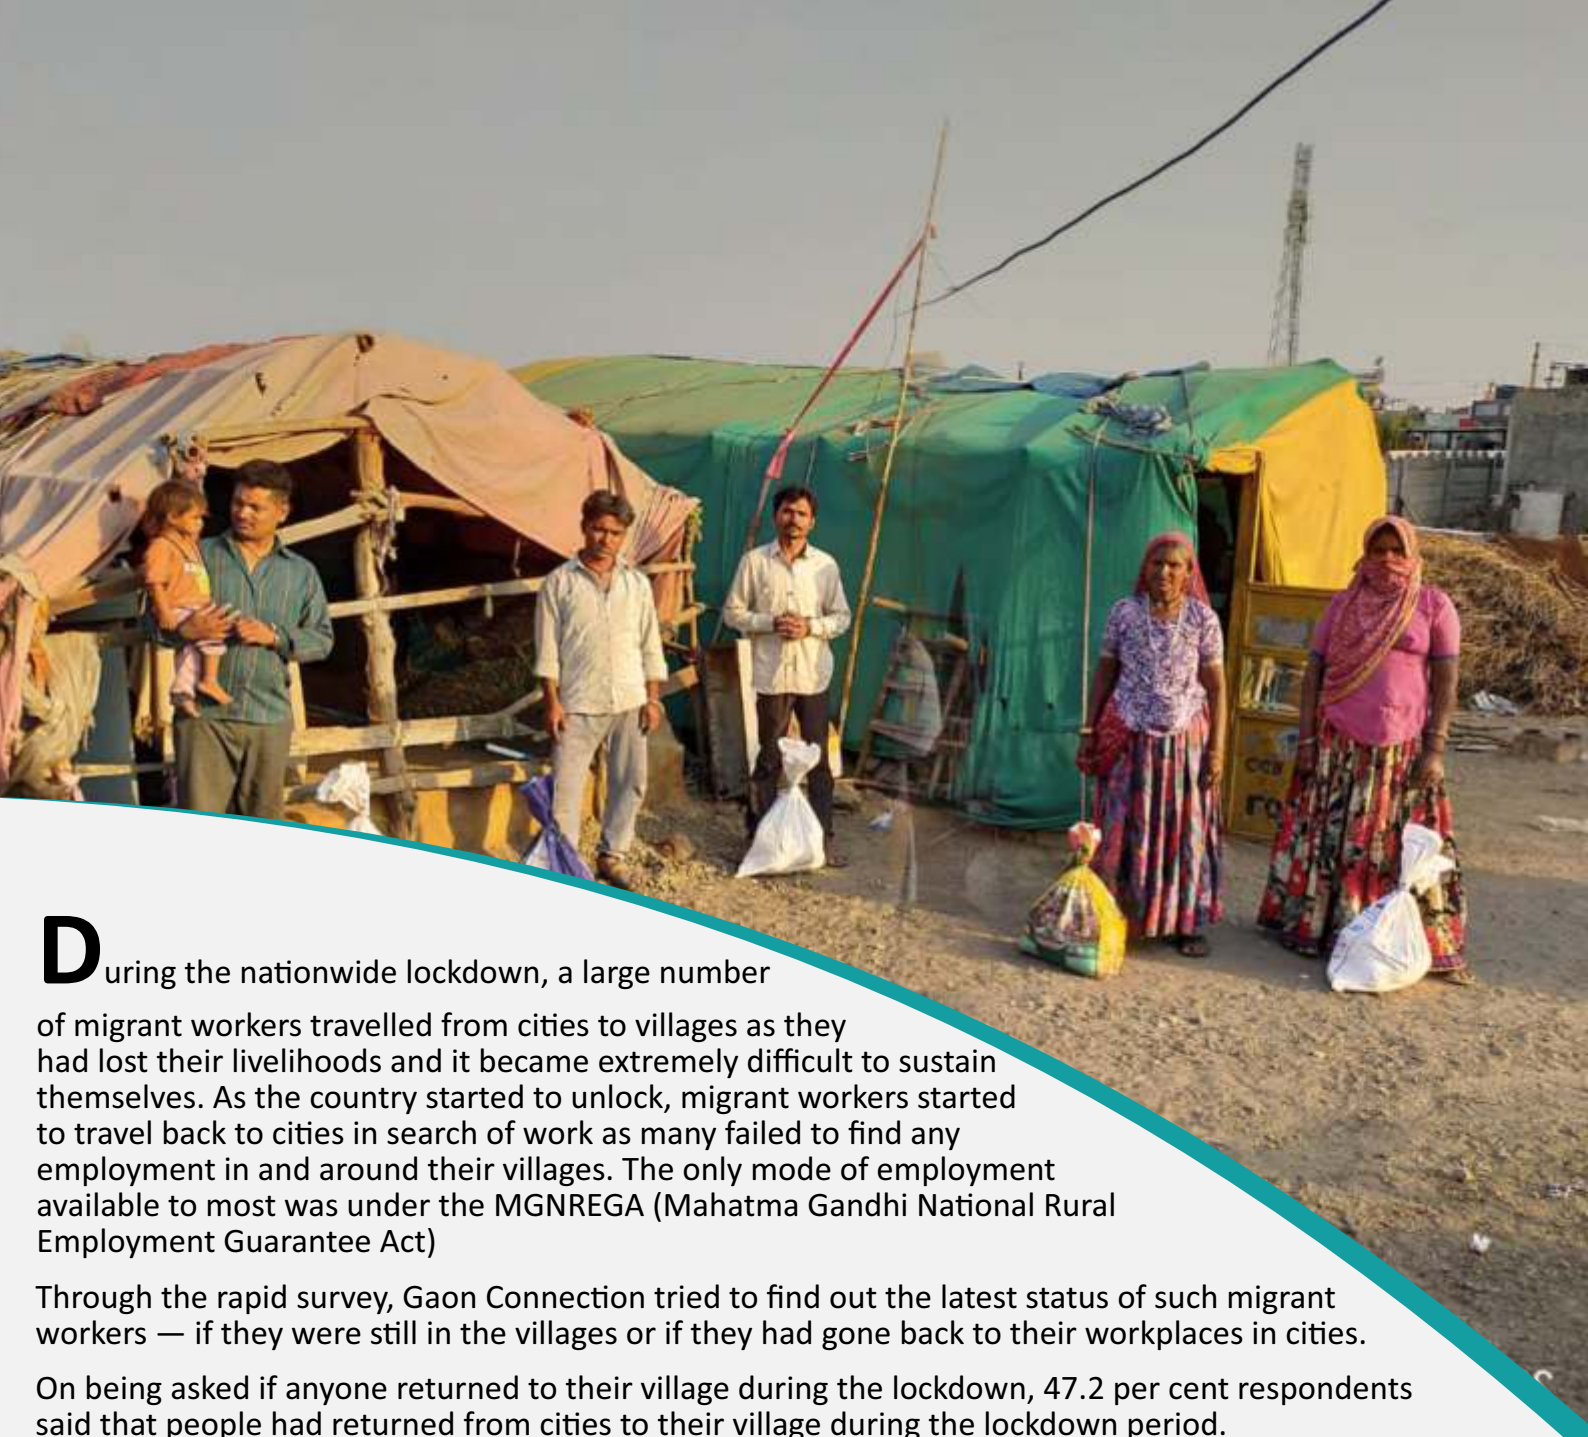 During the nationwide lockdown, a large number
of migrant workers travelled from cities to villages as they
had lost their livelihoods and it became extremely difficult to sustain
themselves. As the country started to unlock, migrant workers started
to travel back to cities in search of work as many failed to find any
employment in and around their villages. The only mode of employment
available to most was under the MGNREGA (Mahatma Gandhi National Rural
Employment Guarantee Act)
Through the rapid survey, Gaon Connection tried to find out the latest status of such migrant
workers — if they were still in the villages or if they had gone back to their workplaces in cities.
On being asked if anyone returned to their village during the lockdown, 47.2 per cent respondents
said that people had returned from cities to their village during the lockdown period.